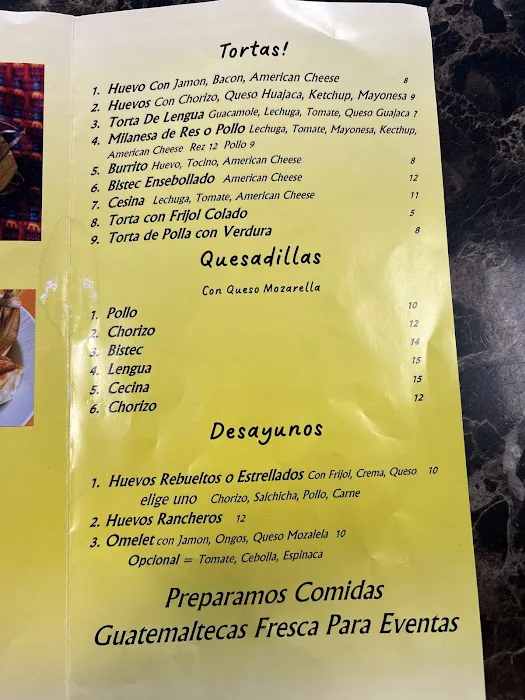 Tortas!
1. Huevo Con Jamon, Bacon, American Cheese 8
2. Huevos Con Chorizo, Queso Huajaca, Ketchup, Mayonesa 9
3. Torta De Lengua Guacamole, Lechuga, Tomate, Queso Guajaca 7
4. Milanesa de Res o Pollo Lechuga, Tomate, Mayonesa, Kecthup,
American Cheese Rez 12 Pollo 9
5. Burrito Huevo, Tocino, American Cheese 8
6. Bistec Ensebollado American Cheese 12
7. Cesina Lechuga, Tomate, American Cheese 11
8. Torta con Frijol Colado 5
9. Torta de Polla con Verdura 8
Quesadillas
Con Queso Mozarella
1. Pollo 10
2. Chorizo 12
3. Bistec 14
4. Lengua 15
5. Cecina 15
6. Chorizo 12
Desayunos
1. Huevos Rebueltos o Estrellados Con Frijol, Crema, Queso 10
elige uno Chorizo, Salchicha, Pollo, Carne
2. Huevos Rancheros 12
3. Omelet con Jamon, Ongos, Queso Mozalela 10
Opcional = Tomate, Cebolla, Espinaca
Preparamos Comidas
Guatemaltecas Fresca Para Eventas